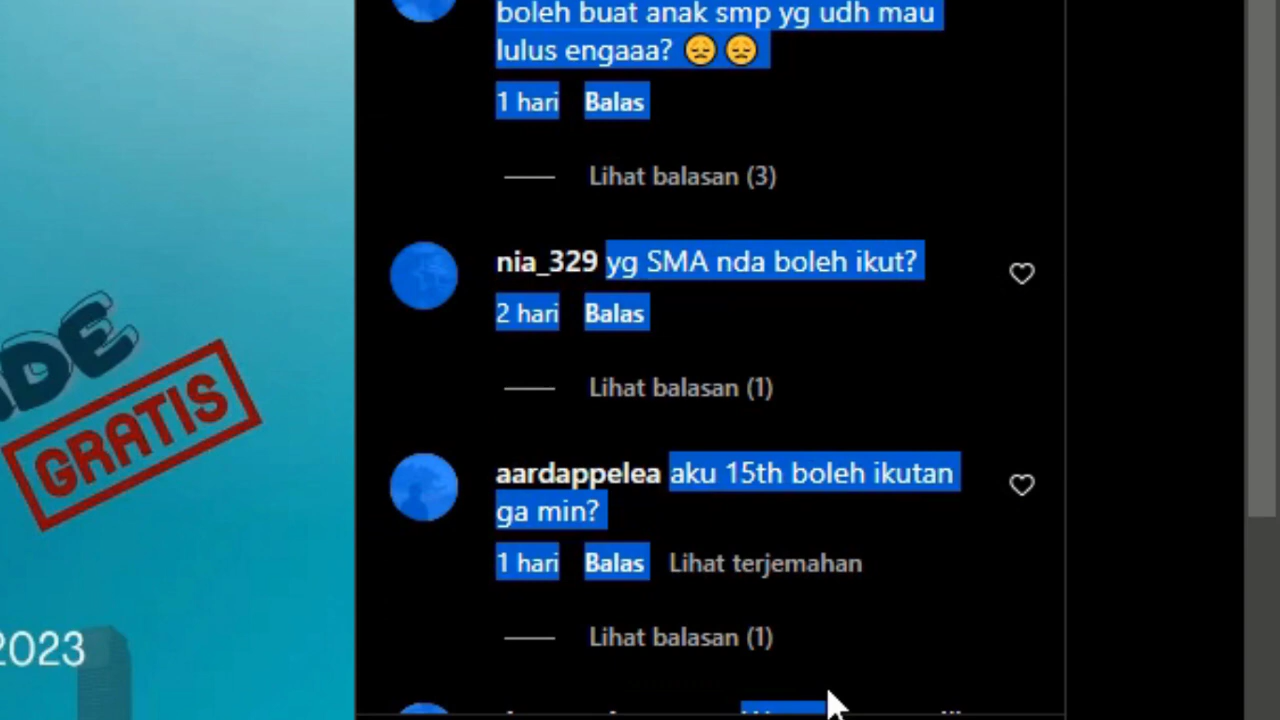 boleh buat anak smp yg udh mau
lulus engaaa? 😞😞
1 hari Balas
Lihat balasan (3)
nia_329 yg SMA nda boleh ikut?
2 hari Balas
Lihat balasan (1)
aardappelea aku 15th boleh ikutan
ga min?
1 hari Balas Lihat terjemahan
Lihat balasan (1)
DE
GRATIS
2023